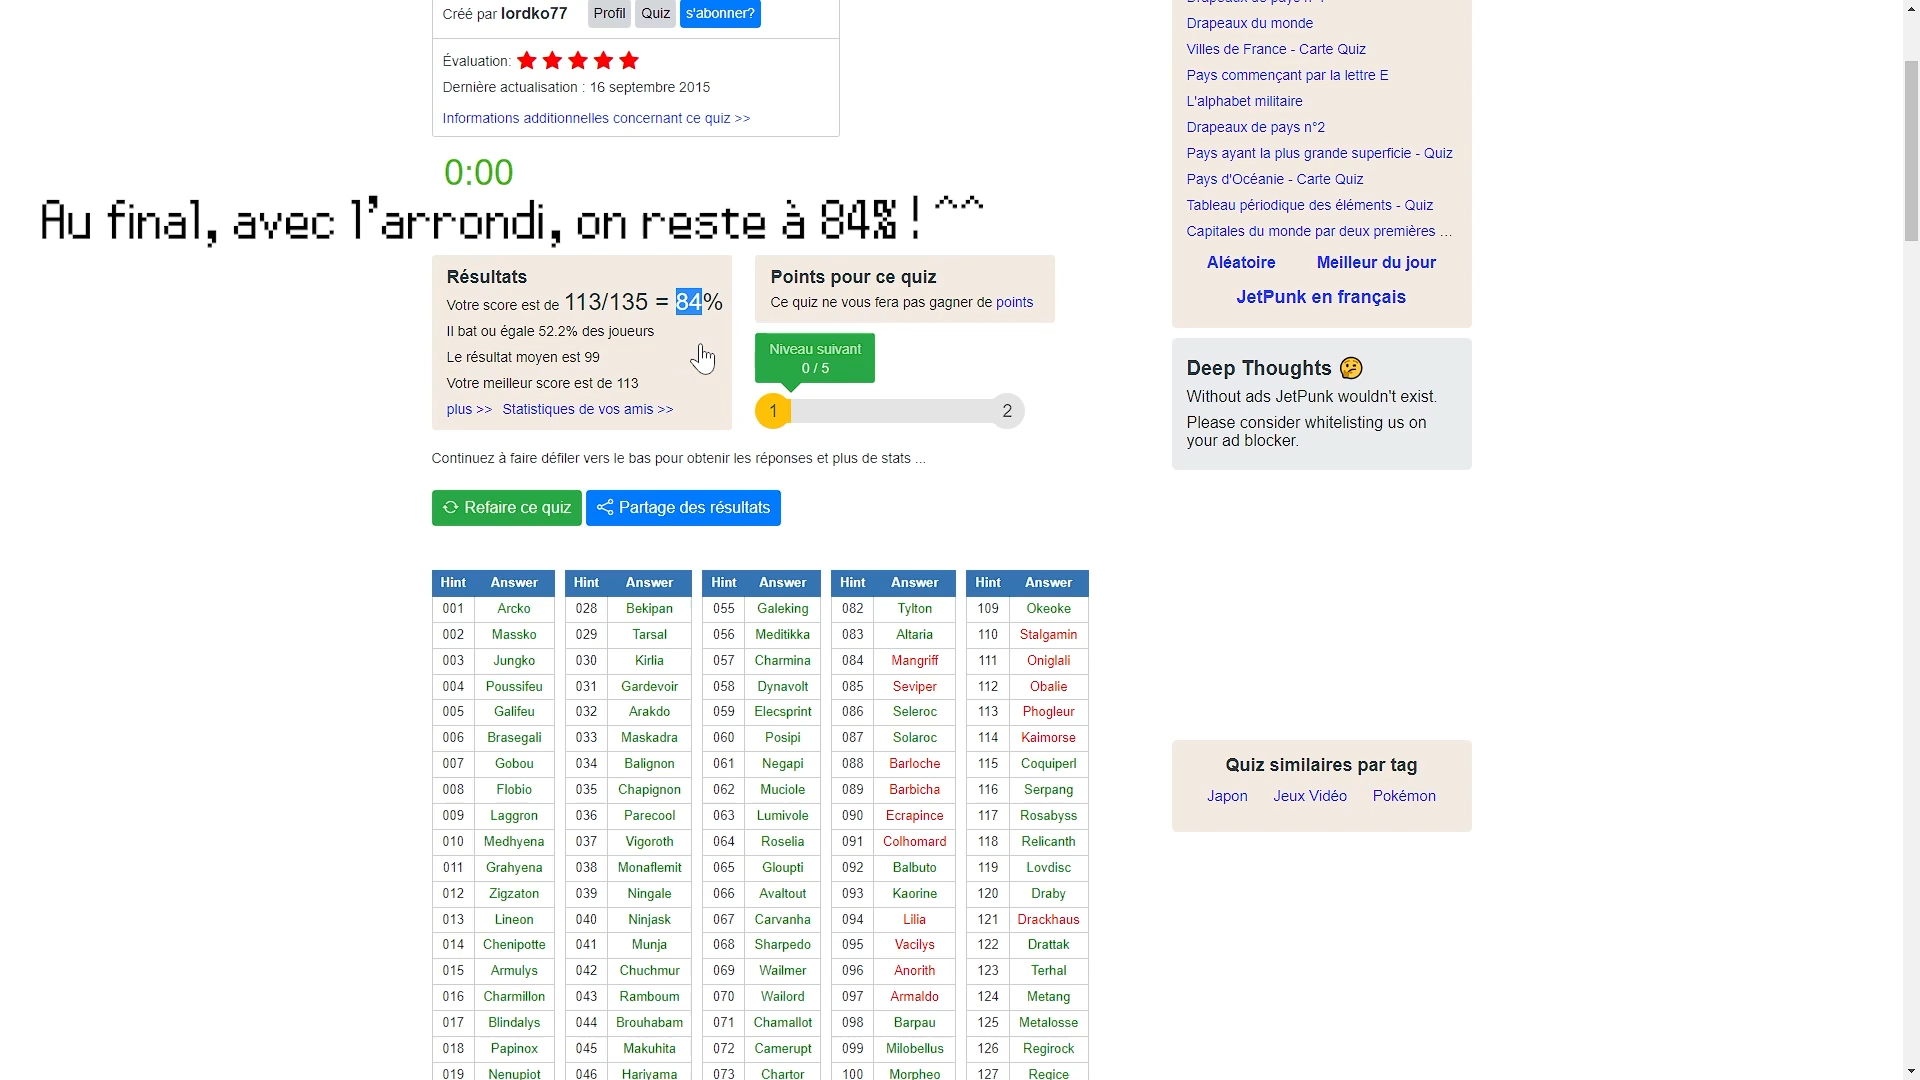 Créé par lordko77 Profil Quiz s'abonner?
Évaluation:
Dernière actualisation : 16 septembre 2015
Informations additionnelles concernant ce quiz >>
0:00
Au final, avec l'arrondi, on reste à 84%! ^^
Résultats
Votre score est de 113/135 = 84%
Il bat ou égale 52.2% des joueurs
Le résultat moyen est 99
Votre meilleur score est de 113
plus >> Statistiques de vos amis >>
Points pour ce quiz
Ce quiz ne vous fera pas gagner de points
Niveau suivant
0 / 5
1 2
Continuez à faire défiler vers le bas pour obtenir les réponses et plus de stats ...
Refaire ce quiz Partage des résultats
Hint Answer Hint Answer Hint Answer Hint Answer Hint Answer
001 Arcko 028 Bekipan 055 Galeking 082 Tylton 109 Okeoke
002 Massko 029 Tarsal 056 Meditikka 083 Altaria 110 Stalgamin
003 Jungko 030 Kirlia 057 Charmina 084 Mangriff 111 Oniglali
004 Poussifeu 031 Gardevoir 058 Dynavolt 085 Seviper 112 Obalie
005 Galifeu 032 Arakdo 059 Elecsprint 086 Seleroc 113 Phogleur
006 Brasegali 033 Maskadra 060 Posipi 087 Solaroc 114 Kaimorse
007 Gobou 034 Balignon 061 Negapi 088 Barloche 115 Coquiperl
008 Flobio 035 Chapignon 062 Muciole 089 Barbicha 116 Serpang
009 Laggron 036 Parecool 063 Lumivole 090 Ecrapince 117 Rosabyss
010 Medhyena 037 Vigoroth 064 Roselia 091 Colhomard 118 Relicanth
011 Grahyena 038 Monaflemit 065 Gloupti 092 Balbuto 119 Lovdisc
012 Zigzaton 039 Ningale 066 Avaltout 093 Kaorine 120 Draby
013 Lineon 040 Ninjask 067 Carvanha 094 Lilia 121 Drackhaus
014 Chenipotte 041 Munja 068 Sharpedo 095 Vacilys 122 Drattak
015 Armulys 042 Chuchmur 069 Wailmer 096 Anorith 123 Terhal
016 Charmillon 043 Ramboum 070 Wailord 097 Armaldo 124 Metang
017 Blindalys 044 Brouhabam 071 Chamallot 098 Barpau 125 Metalosse
018 Papinox 045 Makuhita 072 Camerupt 099 Milobellus 126 Regirock
019 Nenupiot 046 Hariyama 073 Chartor 100 Morpheo 127 Regice
Drapeaux de pays n°1
Drapeaux du monde
Villes de France - Carte Quiz
Pays commençant par la lettre E
L'alphabet militaire
Drapeaux de pays n°2
Pays ayant la plus grande superficie - Quiz
Pays d'Océanie - Carte Quiz
Tableau périodique des éléments - Quiz
Capitales du monde par deux premières ...
Aléatoire Meilleur du jour
JetPunk en français
Deep Thoughts
Without ads JetPunk wouldn't exist.
Please consider whitelisting us on
your ad blocker.
Quiz similaires par tag
Japon Jeux Vidéo Pokémon